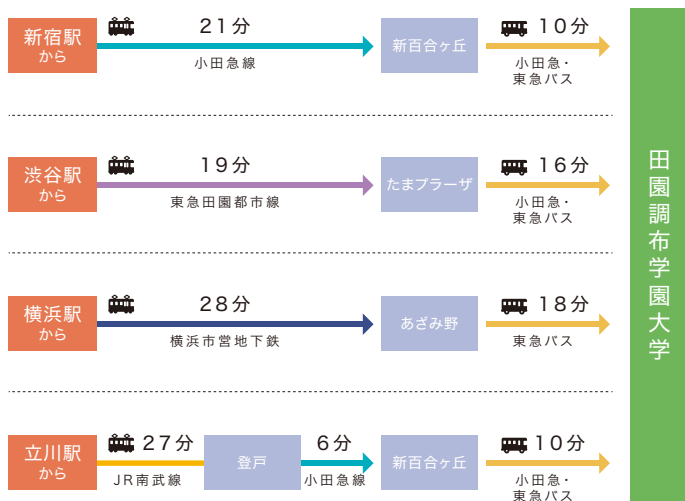 新宿駅
から
21分
小田急線
新百合ヶ丘
10分
小田急・
東急バス
渋谷駅
から
19分
東急田園都市線
たまプラーザ
16分
小田急・
東急バス
横浜駅
から
28分
横浜市営地下鉄
あざみ野
18分
東急バス
立川駅
から
27分
JR南武線
登戸
6分
小田急線
新百合ヶ丘
10分
小田急・
東急バス
田園調布学園大学